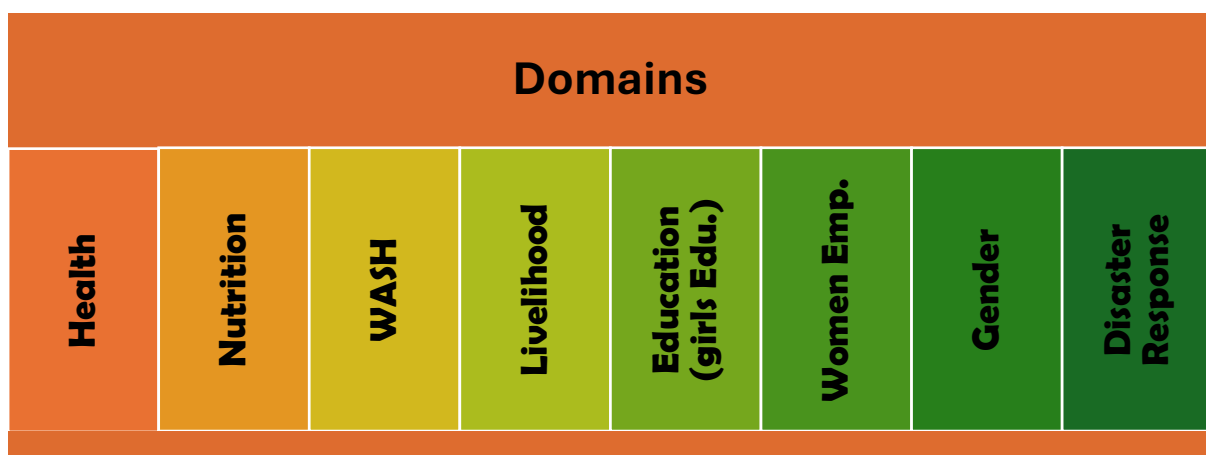 Domains
Health
Nutrition
WASH
Livelihood
Education
(girls Edu.)
Women Emp.
Gender
Disaster
Response